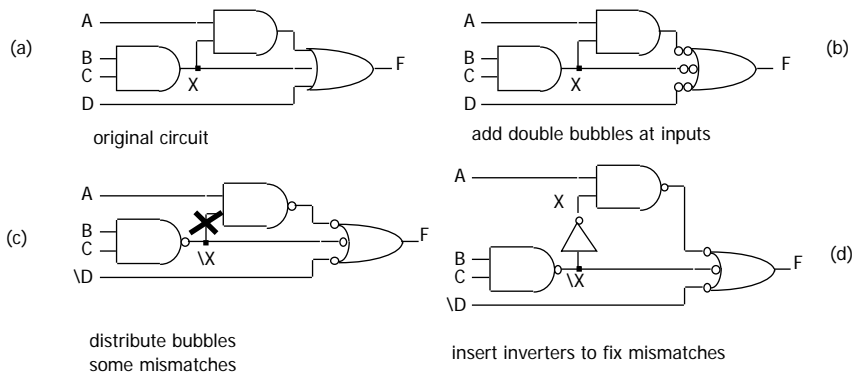 (a)
A
B
C
X
D
F
original circuit
(b)
A
B
C
X
D
F
add double bubbles at inputs
(c)
A
B
C
\X
\D
F
distribute bubbles
some mismatches
(d)
A
X
B
C
\X
\D
F
insert inverters to fix mismatches